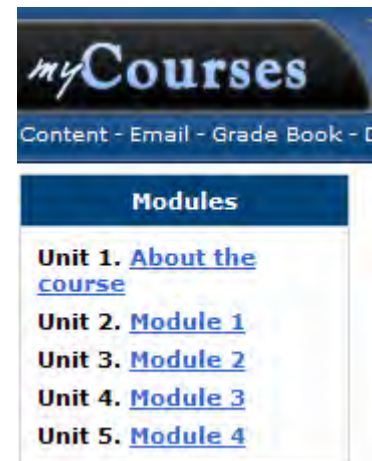 myCourses
Content - Email - Grade Book -
Modules
Unit 1. About the
course
Unit 2. Module 1
Unit 3. Module 2
Unit 4. Module 3
Unit 5. Module 4